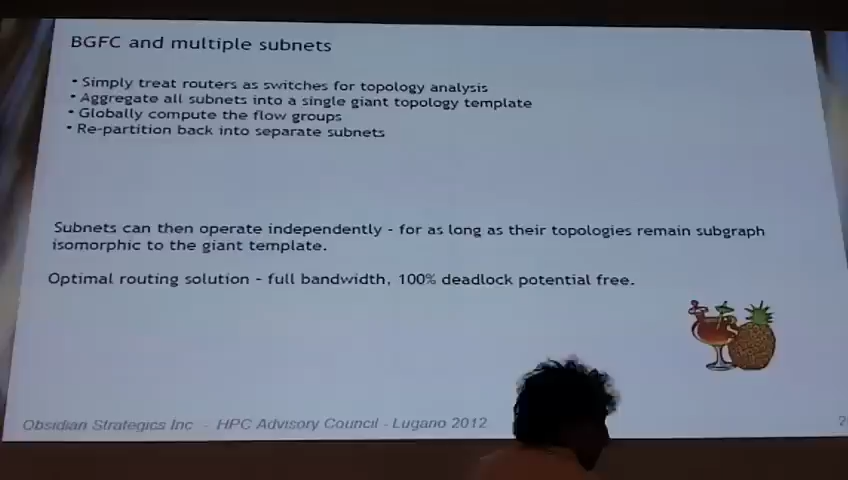 BGFC and multiple subnets
• Simply treat routers as switches for topology analysis
• Aggregate all subnets into a single giant topology template
• Globally compute the flow groups
• Re-partition back into separate subnets
Subnets can then operate independently - for as long as their topologies remain subgraph
isomorphic to the giant template.
Optimal routing solution - full bandwidth, 100% deadlock potential free.
Obsidian Strategics Inc - HPC Advisory Council - Lugano 2012